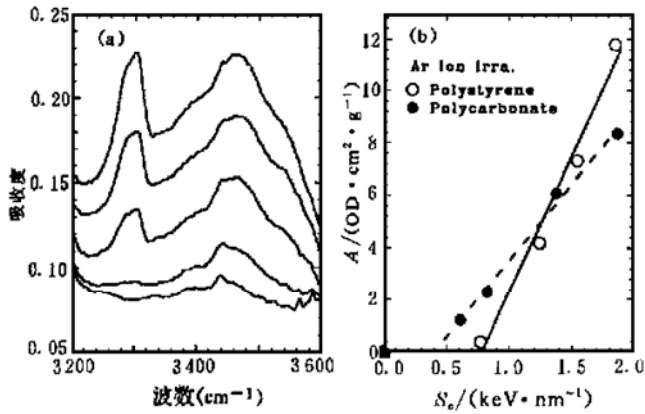 (a)
0.25
0.20
0.15
0.10
0.05
吸收度
3200
3400
3600
波数(cm⁻¹)
(b)
Ar Ion Irra.
○ Polystyrene
● Polycarbonate
12
10
8
6
4
2
0
A/(OD·cm²·g⁻¹)
0.0
0.5
1.0
1.5
2.0
Sₑ/(keV·nm⁻¹)